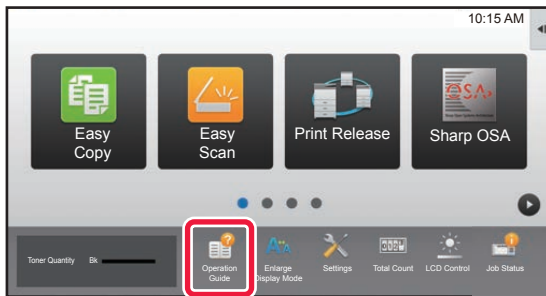 10:15 AM
Easy
Copy
Easy
Scan
Print Release
Sharp OSA
OSA
Toner Quantity
Bk
Operation
Guide
Enlarge
Display Mode
Settings
Total Count
LCD Control
Job Status